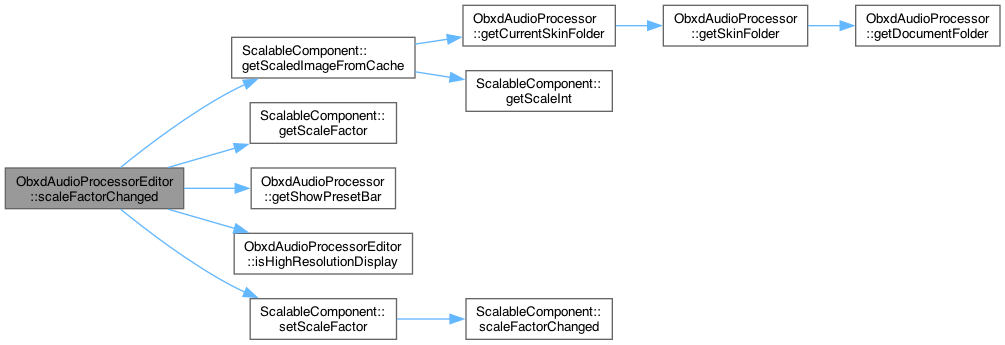 ObxdAudioProcessorEditor
::scaleFactorChanged
ScalableComponent::
getScaledImageFromCache
ObxdAudioProcessor
::getCurrentSkinFolder
ObxdAudioProcessor
::getSkinFolder
ObxdAudioProcessor
::getDocumentFolder
ScalableComponent::
getScaleInt
ScalableComponent::
getScaleFactor
ObxdAudioProcessor
::getShowPresetBar
ObxdAudioProcessorEditor
::isHighResolutionDisplay
ScalableComponent::
setScaleFactor
ScalableComponent::
scaleFactorChanged